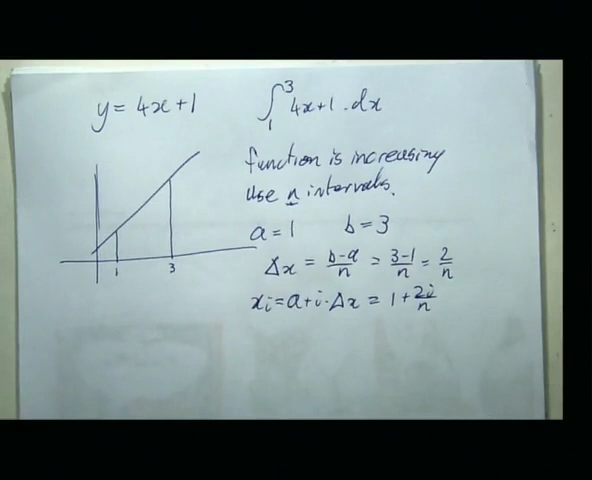 y = 4x+1
∫₁³ 4x+1 .dx
function is increasing
use n intervals.
a = 1 b = 3
Δx = b-a/n = 3-1/n = 2/n
xi = a+i·Δx = 1 + 2i/n
1 3